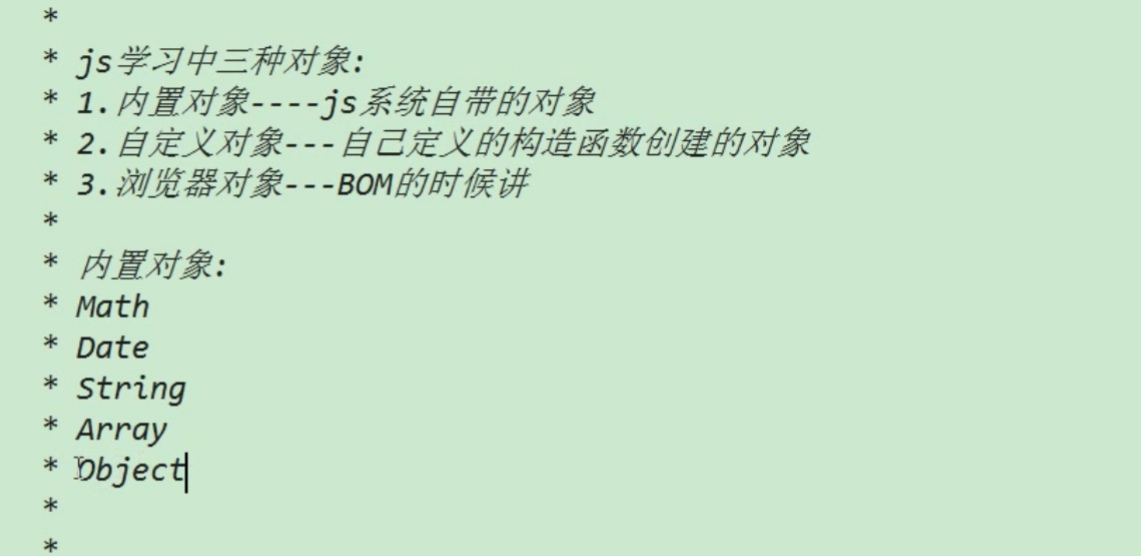 *
* js学习中三种对象:
* 1.内置对象----js系统自带的对象
* 2.自定义对象---自己定义的构造函数创建的对象
* 3.浏览器对象---BOM的时候讲
*
* 内置对象:
* Math
* Date
* String
* Array
* Object
*
*